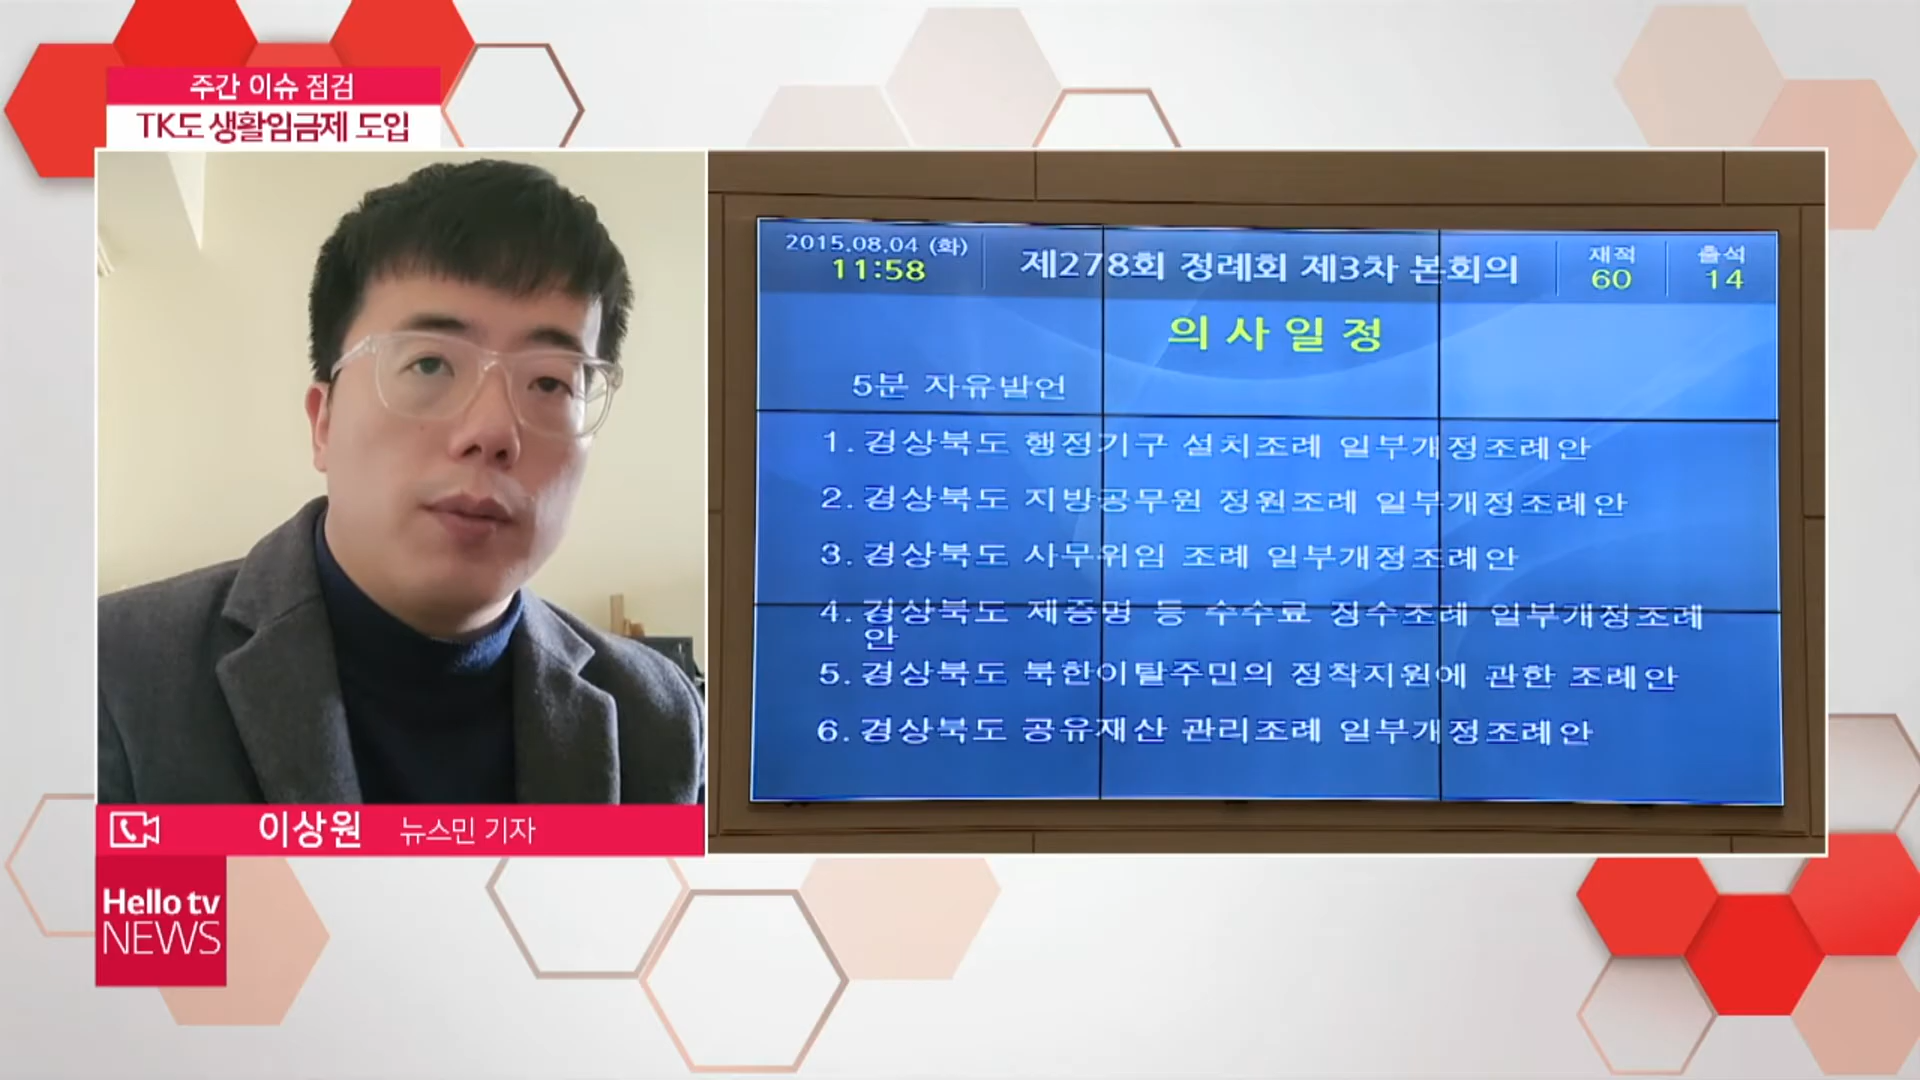 주간 이슈 점검
TK도 생활임금제 도입
2015.08.04 (화)
11:58
제278회 정례회 제3차 본회의
재적
60
출석
14
의사일정
5분 자유발언
1. 경상북도 행정기구 설치조례 일부개정조례안
2. 경상북도 지방공무원 정원조례 일부개정조례안
3. 경상북도 사무위임 조례 일부개정조례안
4. 경상북도 제증명 등 수수료 징수조례 일부개정조례
안
5. 경상북도 북한이탈주민의 정착지원에 관한 조례안
6. 경상북도 공유재산 관리조례 일부개정조례안
이상원 뉴스민 기자
Hello tv
NEWS